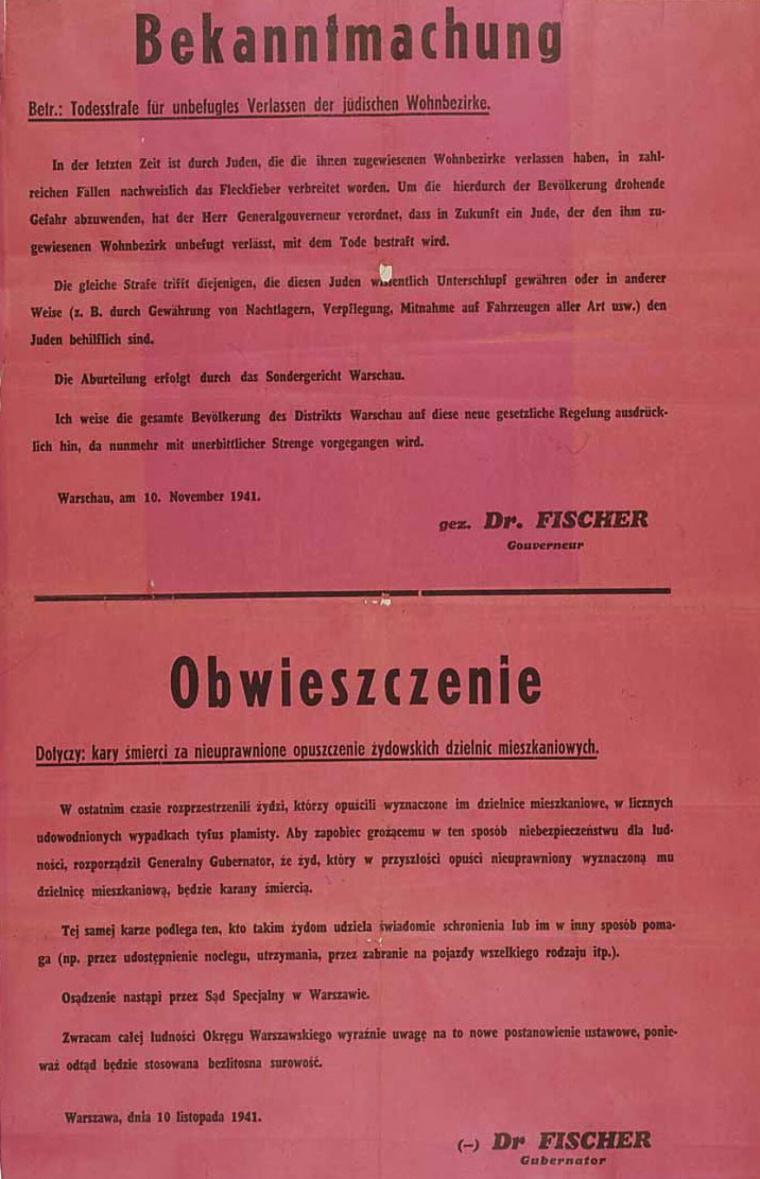 Bekanntmachung
Betr.: Todesstrafe für unbefugtes Verlassen der jüdischen Wohnbezirke.
In der letzten Zeit ist durch Juden, die die ihnen zugewiesenen Wohnbezirke verlassen haben, in zahl-
reichen Fällen nachweislich das Fleckfieber verbreitet worden. Um die hierdurch der Bevölkerung drohende
Gefahr abzuwenden, hat der Herr Generalgouverneur verordnet, dass in Zukunft ein Jude, der den ihm zu-
gewiesenen Wohnbezirk unbefugt verlässt, mit dem Tode bestraft wird.
Die gleiche Strafe trifft diejenigen, die diesen Juden wissentlich Unterschlupf gewähren oder in anderer
Weise (z. B. durch Gewährung von Nachtlagern, Verpflegung, Mitnahme auf Fahrzeugen aller Art usw.) den
Juden behilflich sind.
Die Aburteilung erfolgt durch das Sondergericht Warschau.
Ich weise die gesamte Bevölkerung des Distrikts Warschau auf diese neue gesetzliche Regelung ausdrück-
lich hin, da nunmehr mit unerbittlicher Strenge vorgegangen wird.
Warschau, am 10. November 1941.
gez. Dr. FISCHER
Gouverneur
Obwieszczenie
Dotyczy: kary śmierci za nieuprawnione opuszczenie żydowskich dzielnic mieszkaniowych.
W ostatnim czasie rozprzestrzenili żydzi, którzy opuścili wyznaczone im dzielnice mieszkaniowe, w licznych
udowodnionych wypadkach tyfus plamisty. Aby zapobiec grożącemu w ten sposób niebezpieczeństwu dla lud-
ności, rozporządził Generalny Gubernator, że żyd, który w przyszłości opuści nieuprawniony wyznaczoną mu
dzielnicę mieszkaniową, będzie karany śmiercią.
Tej samej karze podlega ten, kto takim żydom udziela świadomie schronienia lub im w inny sposób poma-
ga (np. przez udostępnienie noclegu, utrzymania, przez zabranie na pojazdy wszelkiego rodzaju itp.).
Osądzenie nastąpi przez Sąd Specjalny w Warszawie.
Zwracam całej ludności Okręgu Warszawskiego wyraźnie uwagę na to nowe postanowienie ustawowe, ponie-
waż odtąd będzie stosowana bezlitosna surowość.
Warszawa, dnia 10 listopada 1941.
(-) Dr FISCHER
Gubernator